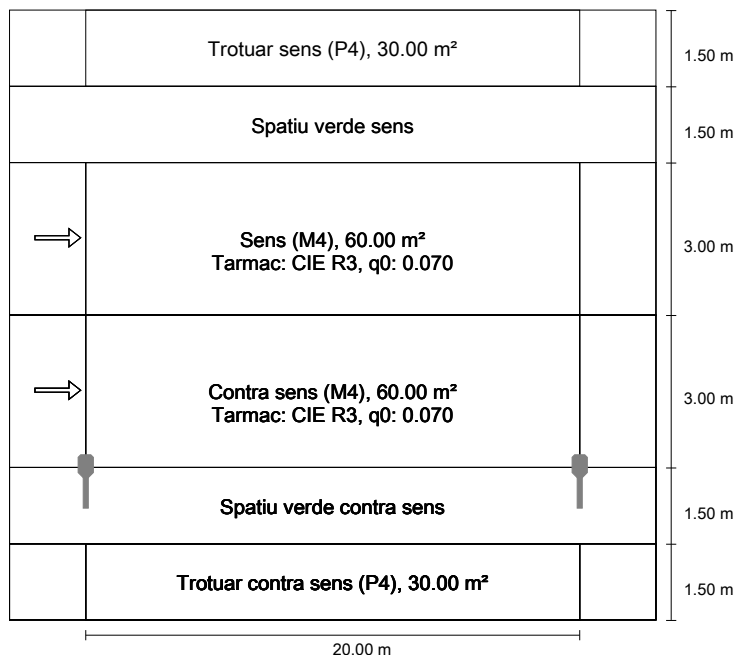 Trotuar sens (P4), 30.00 m²
1.50 m
Spatiu verde sens
1.50 m
Sens (M4), 60.00 m²
Tarmac: CIE R3, q0: 0.070
3.00 m
Contra sens (M4), 60.00 m²
Tarmac: CIE R3, q0: 0.070
3.00 m
Spatiu verde contra sens
1.50 m
Trotuar contra sens (P4), 30.00 m²
1.50 m
20.00 m